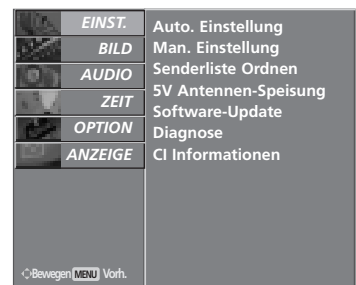 EINST.
BILD
AUDIO
ZEIT
OPTION
ANZEIGE
Auto. Einstellung
Man. Einstellung
Senderliste Ordnen
5V Antennen-Speisung
Software-Update
Diagnose
CI Informationen
Bewegen MENU Vorh.